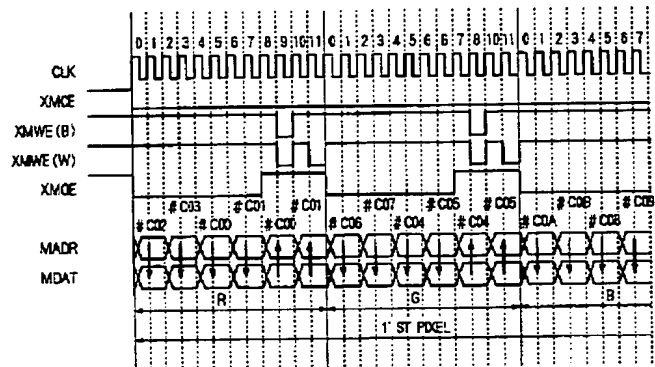 0 1 2 3 4 5 6 7 8 9 10 11 0 1 2 3 4 5 6 6 7 8 10 11 0 1 2 3 4 5 6 7
CLK
XMCE
XMWE (B)
XMWE (W)
XMOE
#C03 #C01 #C01 #C07 #C05 #C05 #C0B #C09
#C02 #C00 #C00 #C06 #C04 #C04 #C0A #C08
MADR
MDAT
R G B
1' ST PIXEL